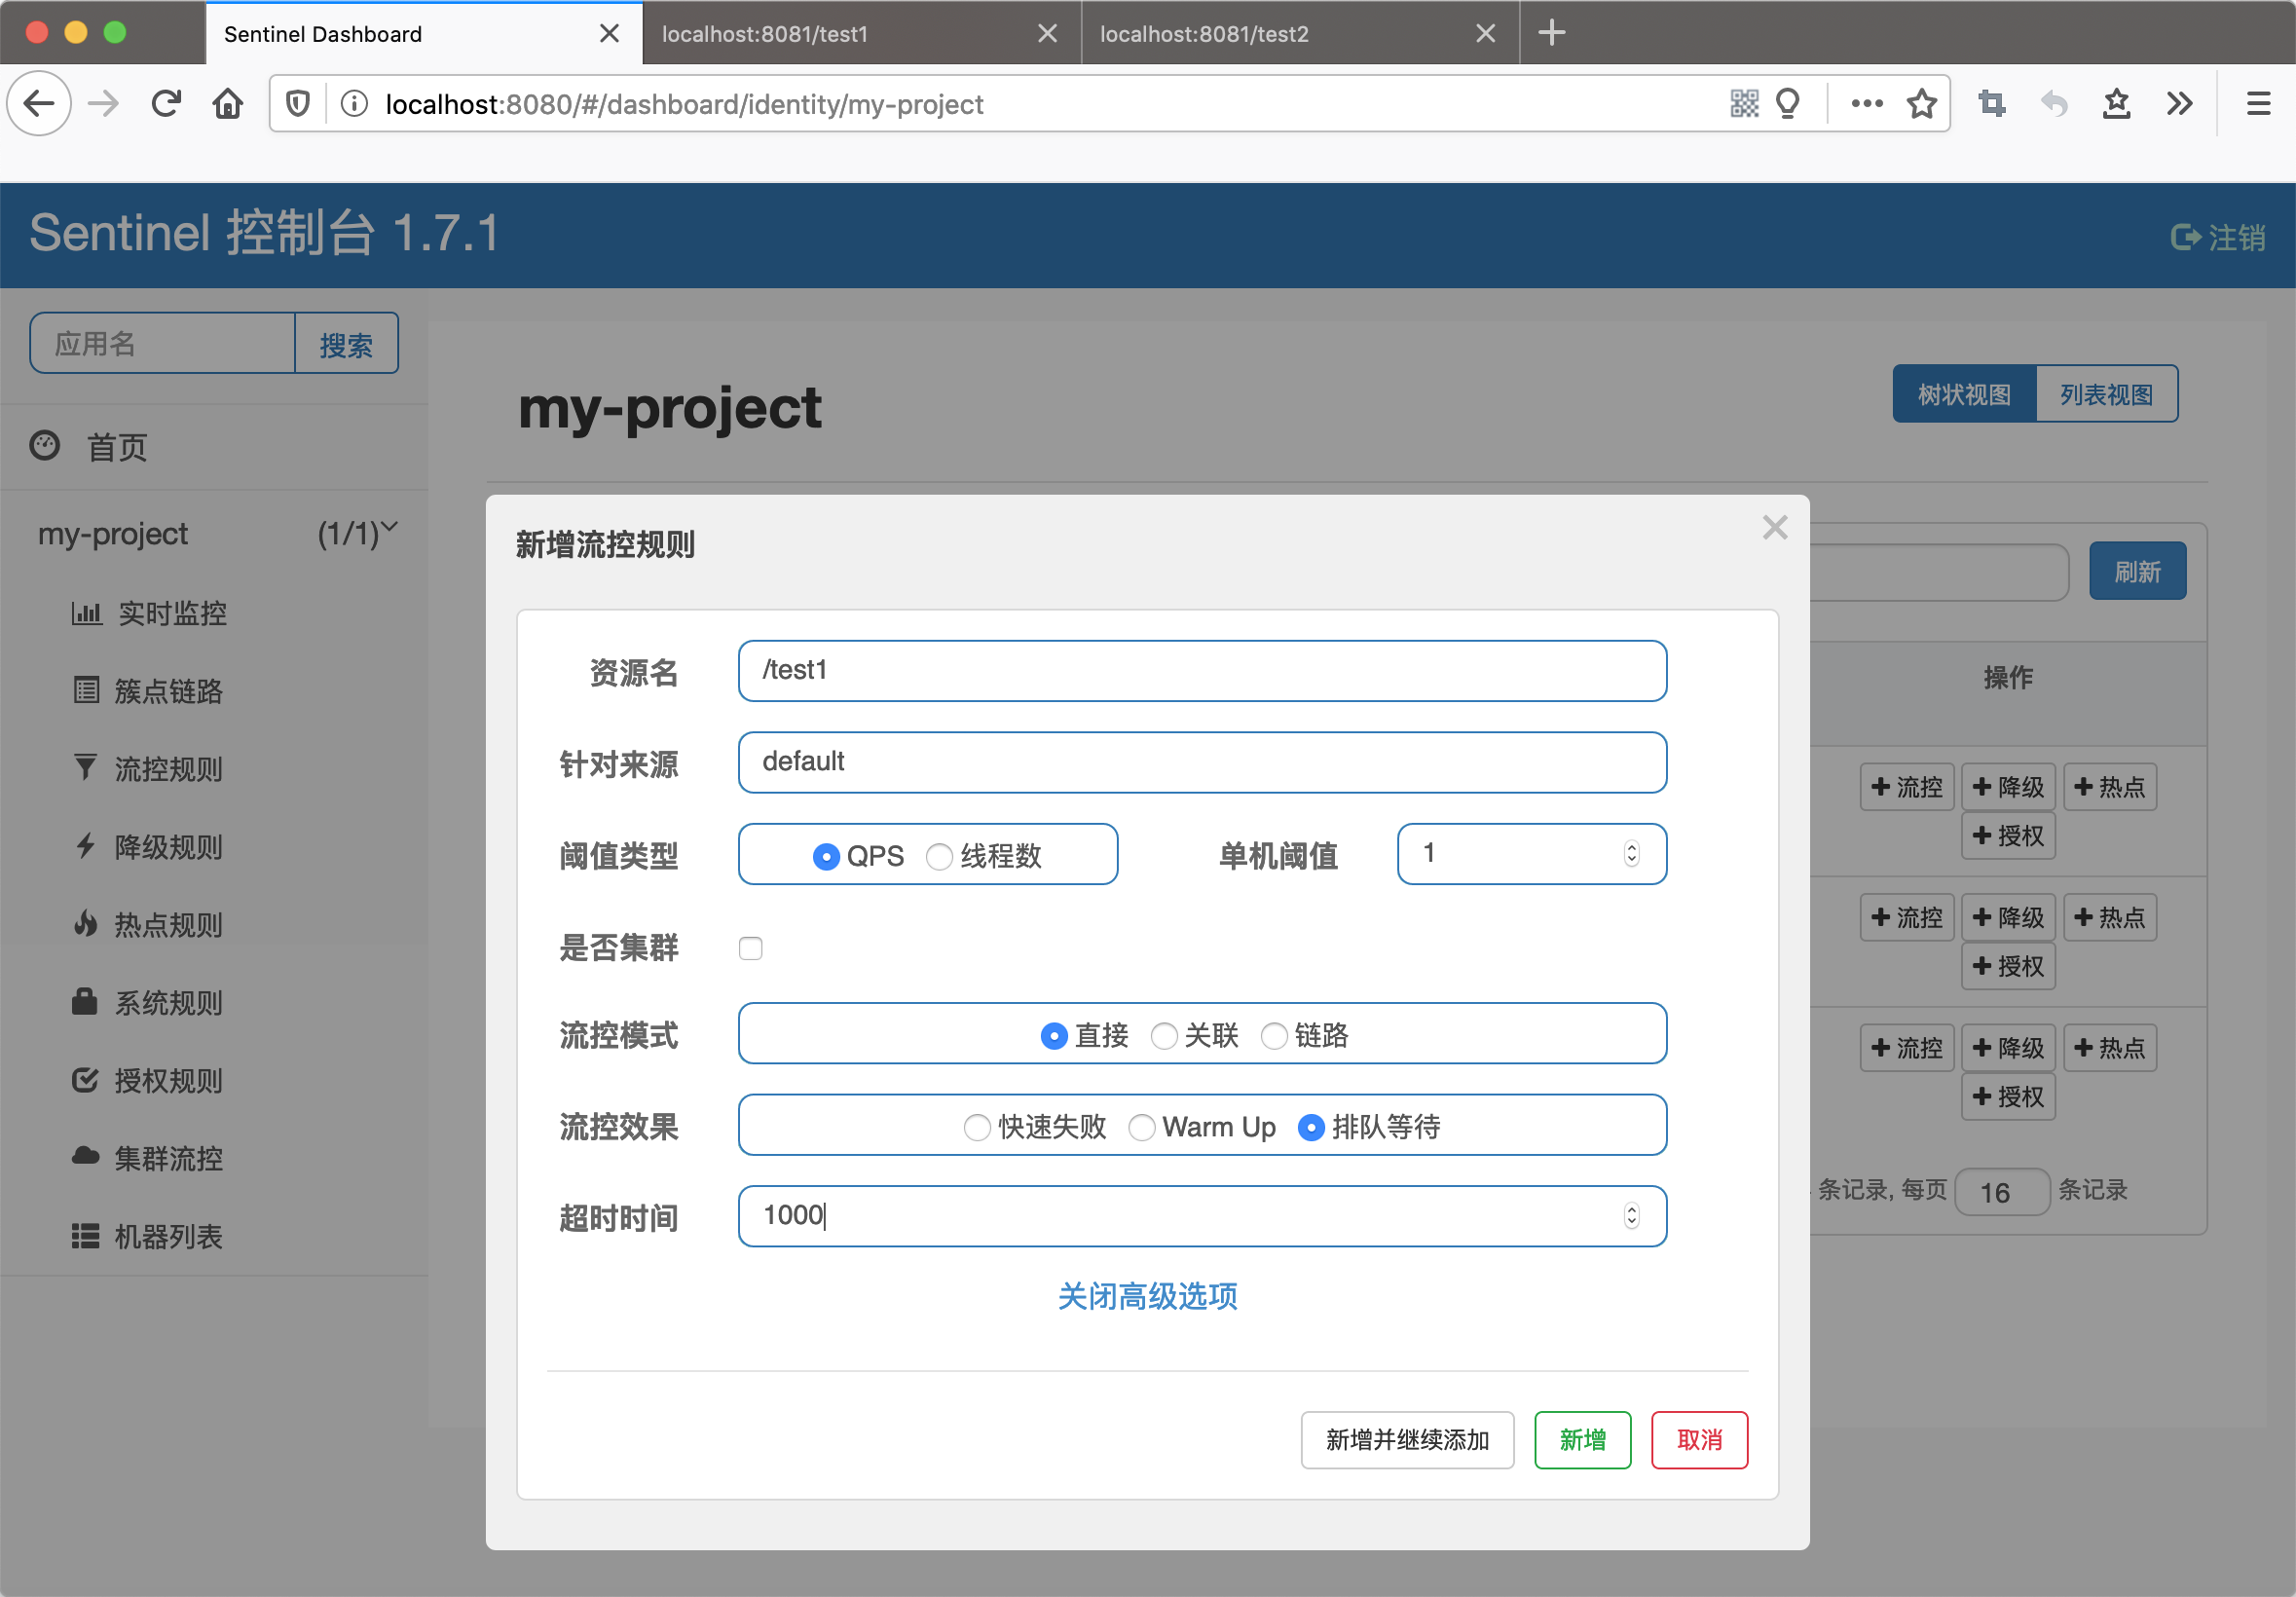 Sentinel Dashboard
localhost:8081/test1
localhost:8081/test2
localhost:8080/#/dashboard/identity/my-project
Sentinel 控制台 1.7.1
注销
应用名
搜索
首页
my-project (1/1)
实时监控
簇点链路
流控规则
降级规则
热点规则
系统规则
授权规则
集群流控
机器列表
my-project
树状视图 列表视图
刷新
操作
流控 降级 热点
授权
流控 降级 热点
授权
流控 降级 热点
授权
条记录, 每页 16 条记录
新增流控规则
资源名 /test1
针对来源 default
阈值类型 QPS 线程数 单机阈值 1
是否集群
流控模式 直接 关联 链路
流控效果 快速失败 Warm Up 排队等待
超时时间 1000
关闭高级选项
新增并继续添加 新增 取消